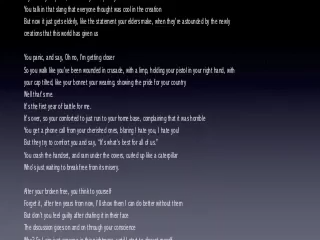 You talk in that slang that everyone thought was cool in the creation
But now it just gets elderly, like the statement your elders make, when they're astounded by the newly
creations that this world has given us
You panic, and say, Oh no, I'm getting closer
So you walk like you've been wounded in crusade, with a limp, holding your pistol in your right hand, with
your cap tilted, like your bonnet your wearing, showing the pride for your country
Well that's me.
It's the first year of battle for me.
It's over, so your comforted to just run to your home base, complaining that it was horrible
You get a phone call from your cherished ones, blaring I hate you, I hate you!
But they try to comfort you and say, "It's what's best for all of us."
You crash the handset, and roam under the covers, curled up like a caterpillar
Who's just waiting to break free from its misery.
After your broken tree, you think to yourself
Forget it, after ten years from now, I'll show them I can do better without them
But don't you feel guilty after chafing it in their face
The discussion goes on and on through your conscience